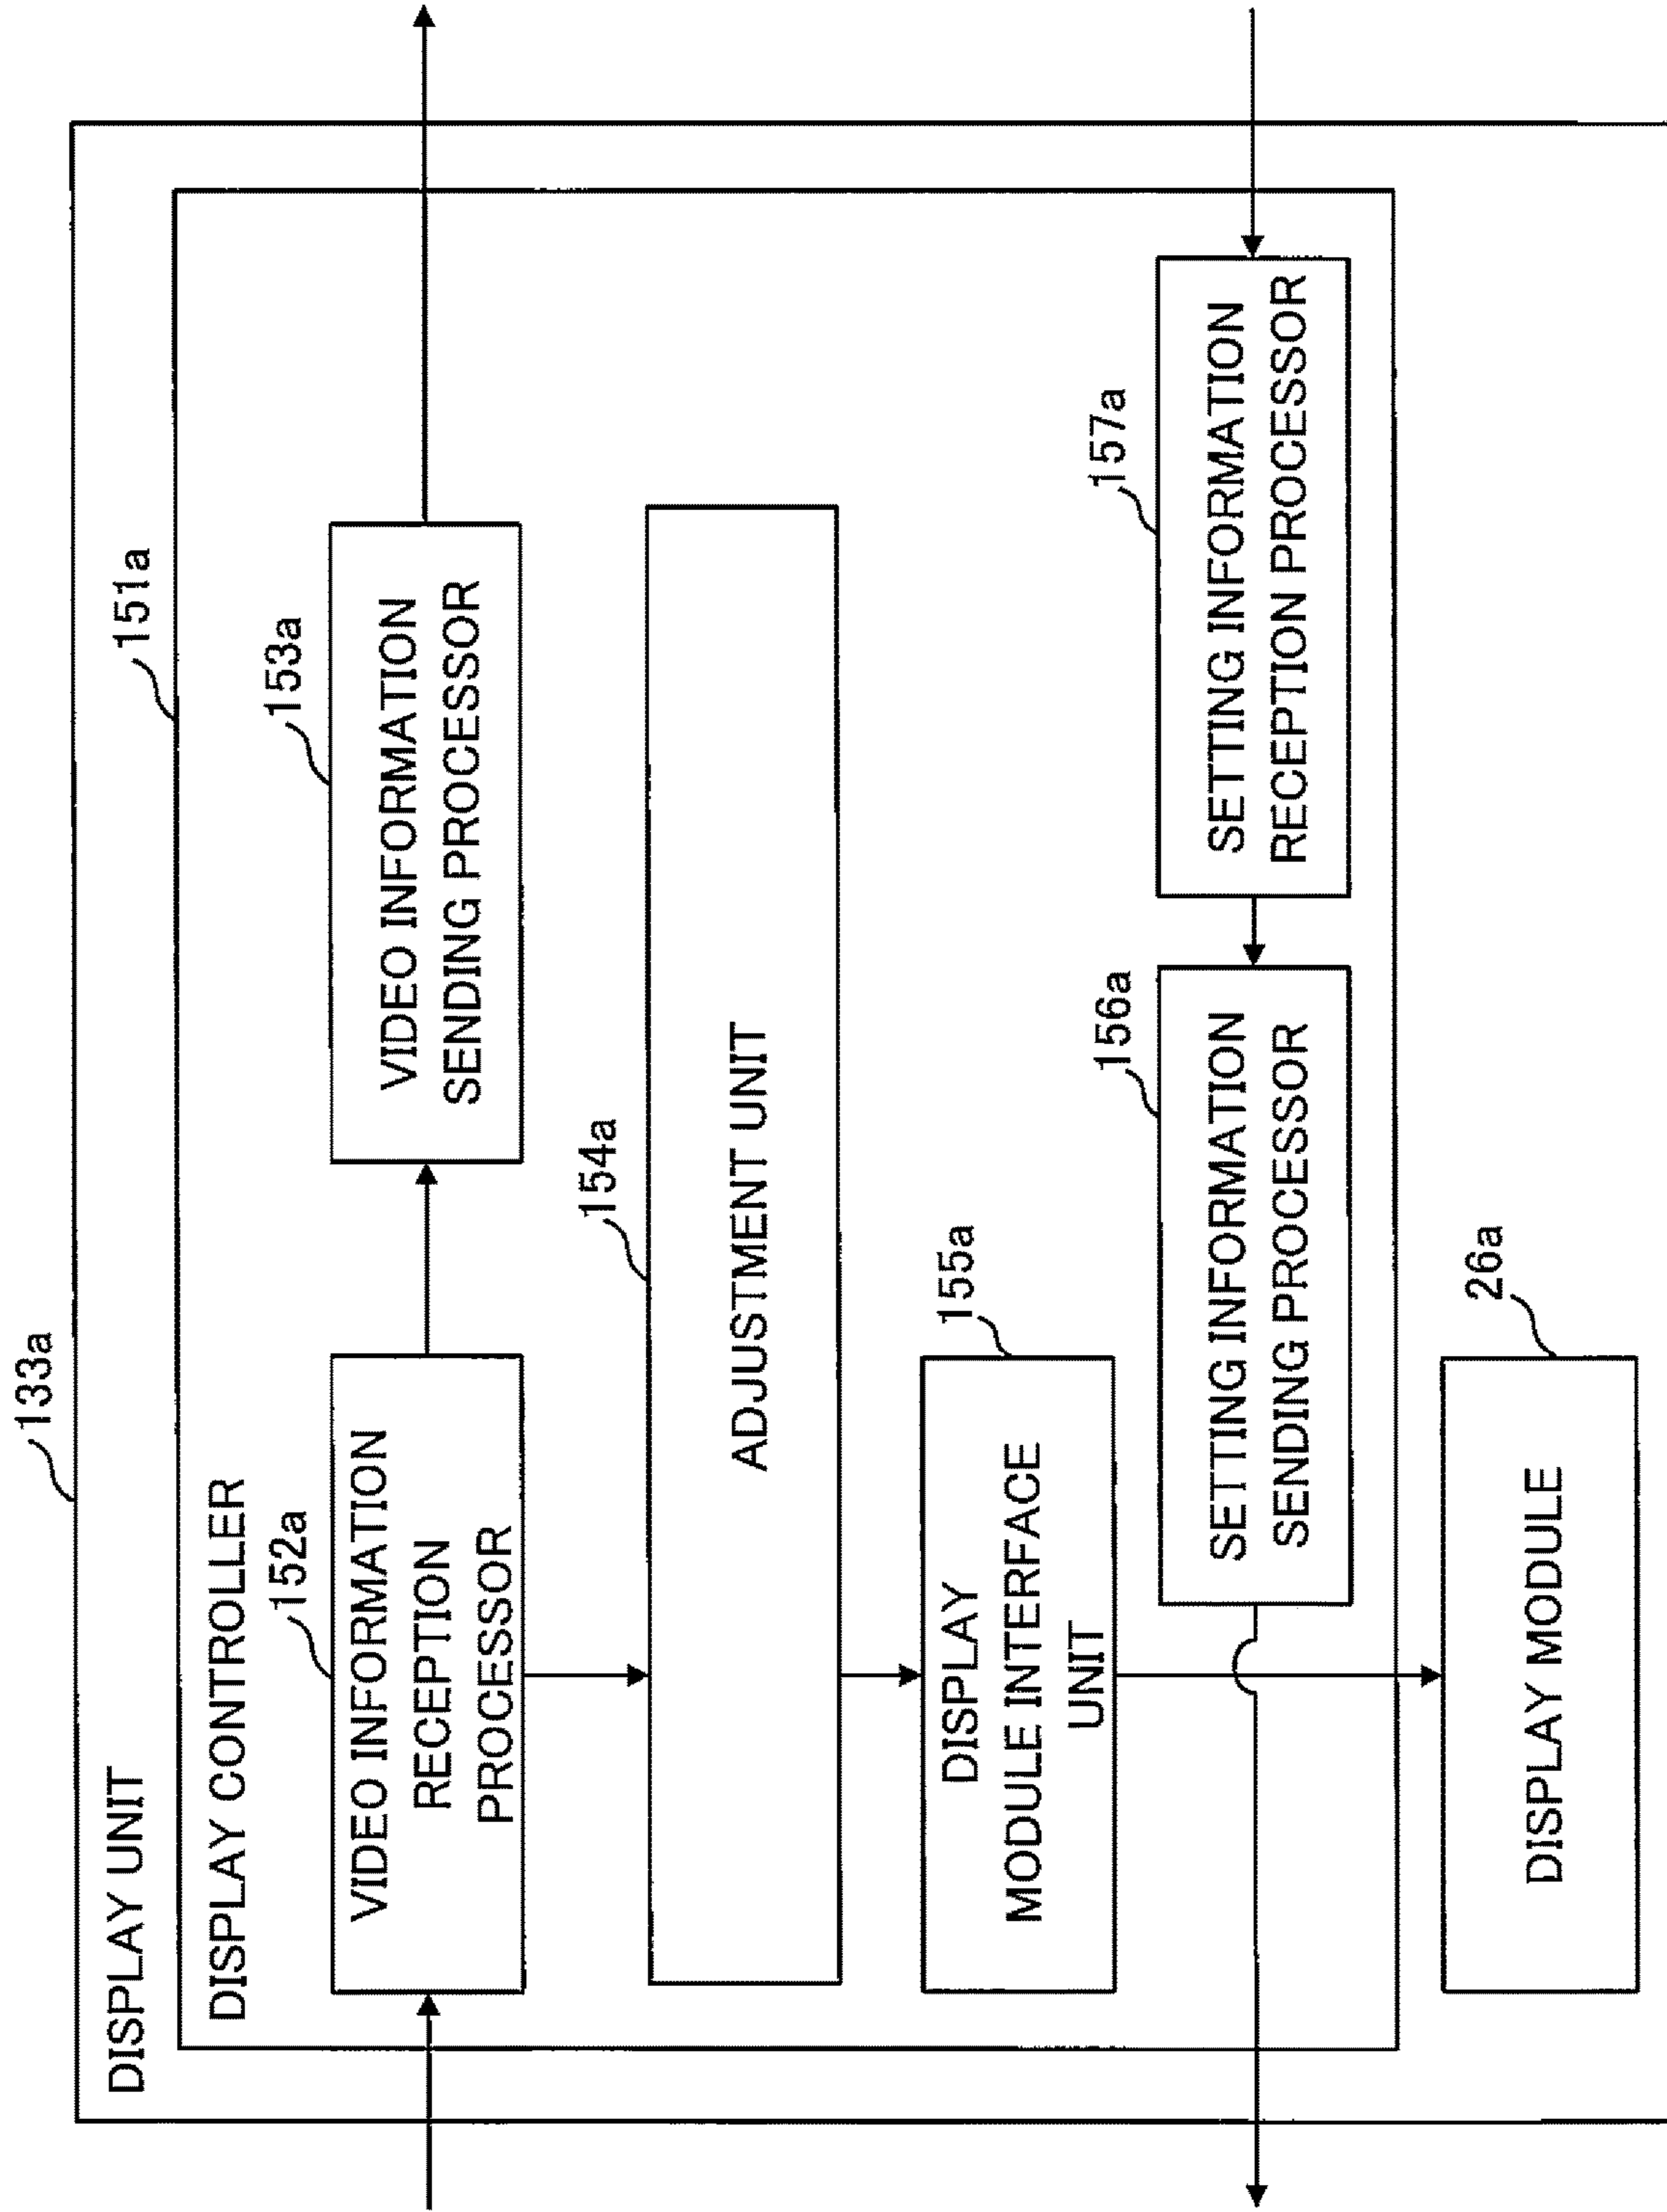 133a
DISPLAY UNIT
151a
DISPLAY CONTROLLER
152a
VIDEO INFORMATION
RECEPTION
PROCESSOR
153a
VIDEO INFORMATION
SENDING PROCESSOR
154a
ADJUSTMENT UNIT
155a
DISPLAY
MODULE INTERFACE
UNIT
156a
SETTING INFORMATION
SENDING PROCESSOR
157a
SETTING INFORMATION
RECEPTION PROCESSOR
26a
DISPLAY MODULE